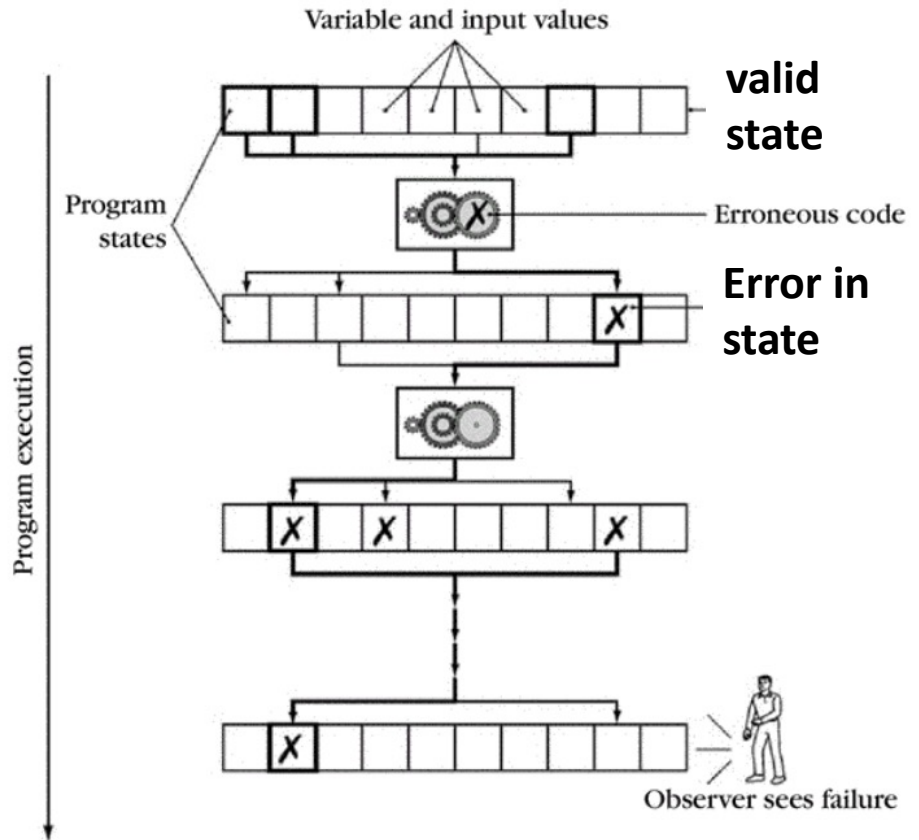 Variable and input values
valid
state
Program
states
Erroneous code
Error in
state
Program execution
Observer sees failure